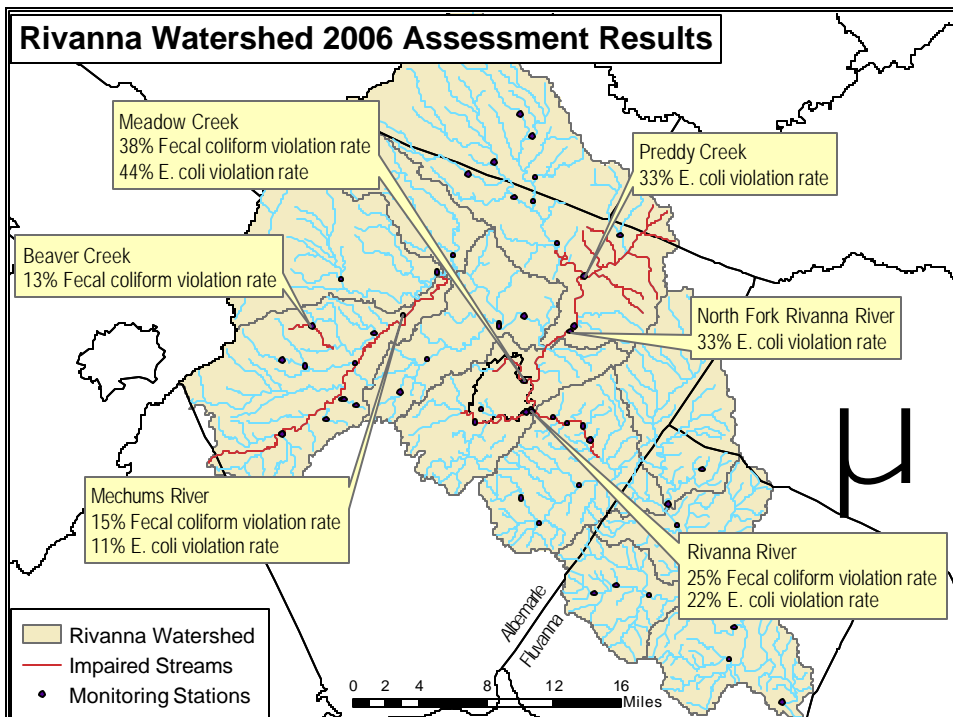 Rivanna Watershed 2006 Assessment Results
Meadow Creek
38% Fecal coliform violation rate
44% E. coli violation rate
Preddy Creek
33% E. coli violation rate
Beaver Creek
13% Fecal coliform violation rate
North Fork Rivanna River
33% E. coli violation rate
µ
Mechums River
15% Fecal coliform violation rate
11% E. coli violation rate
Rivanna River
25% Fecal coliform violation rate
22% E. coli violation rate
Albemarle
Fluvanna
Rivanna Watershed
Impaired Streams
Monitoring Stations
0 2 4 8 12 16
Miles